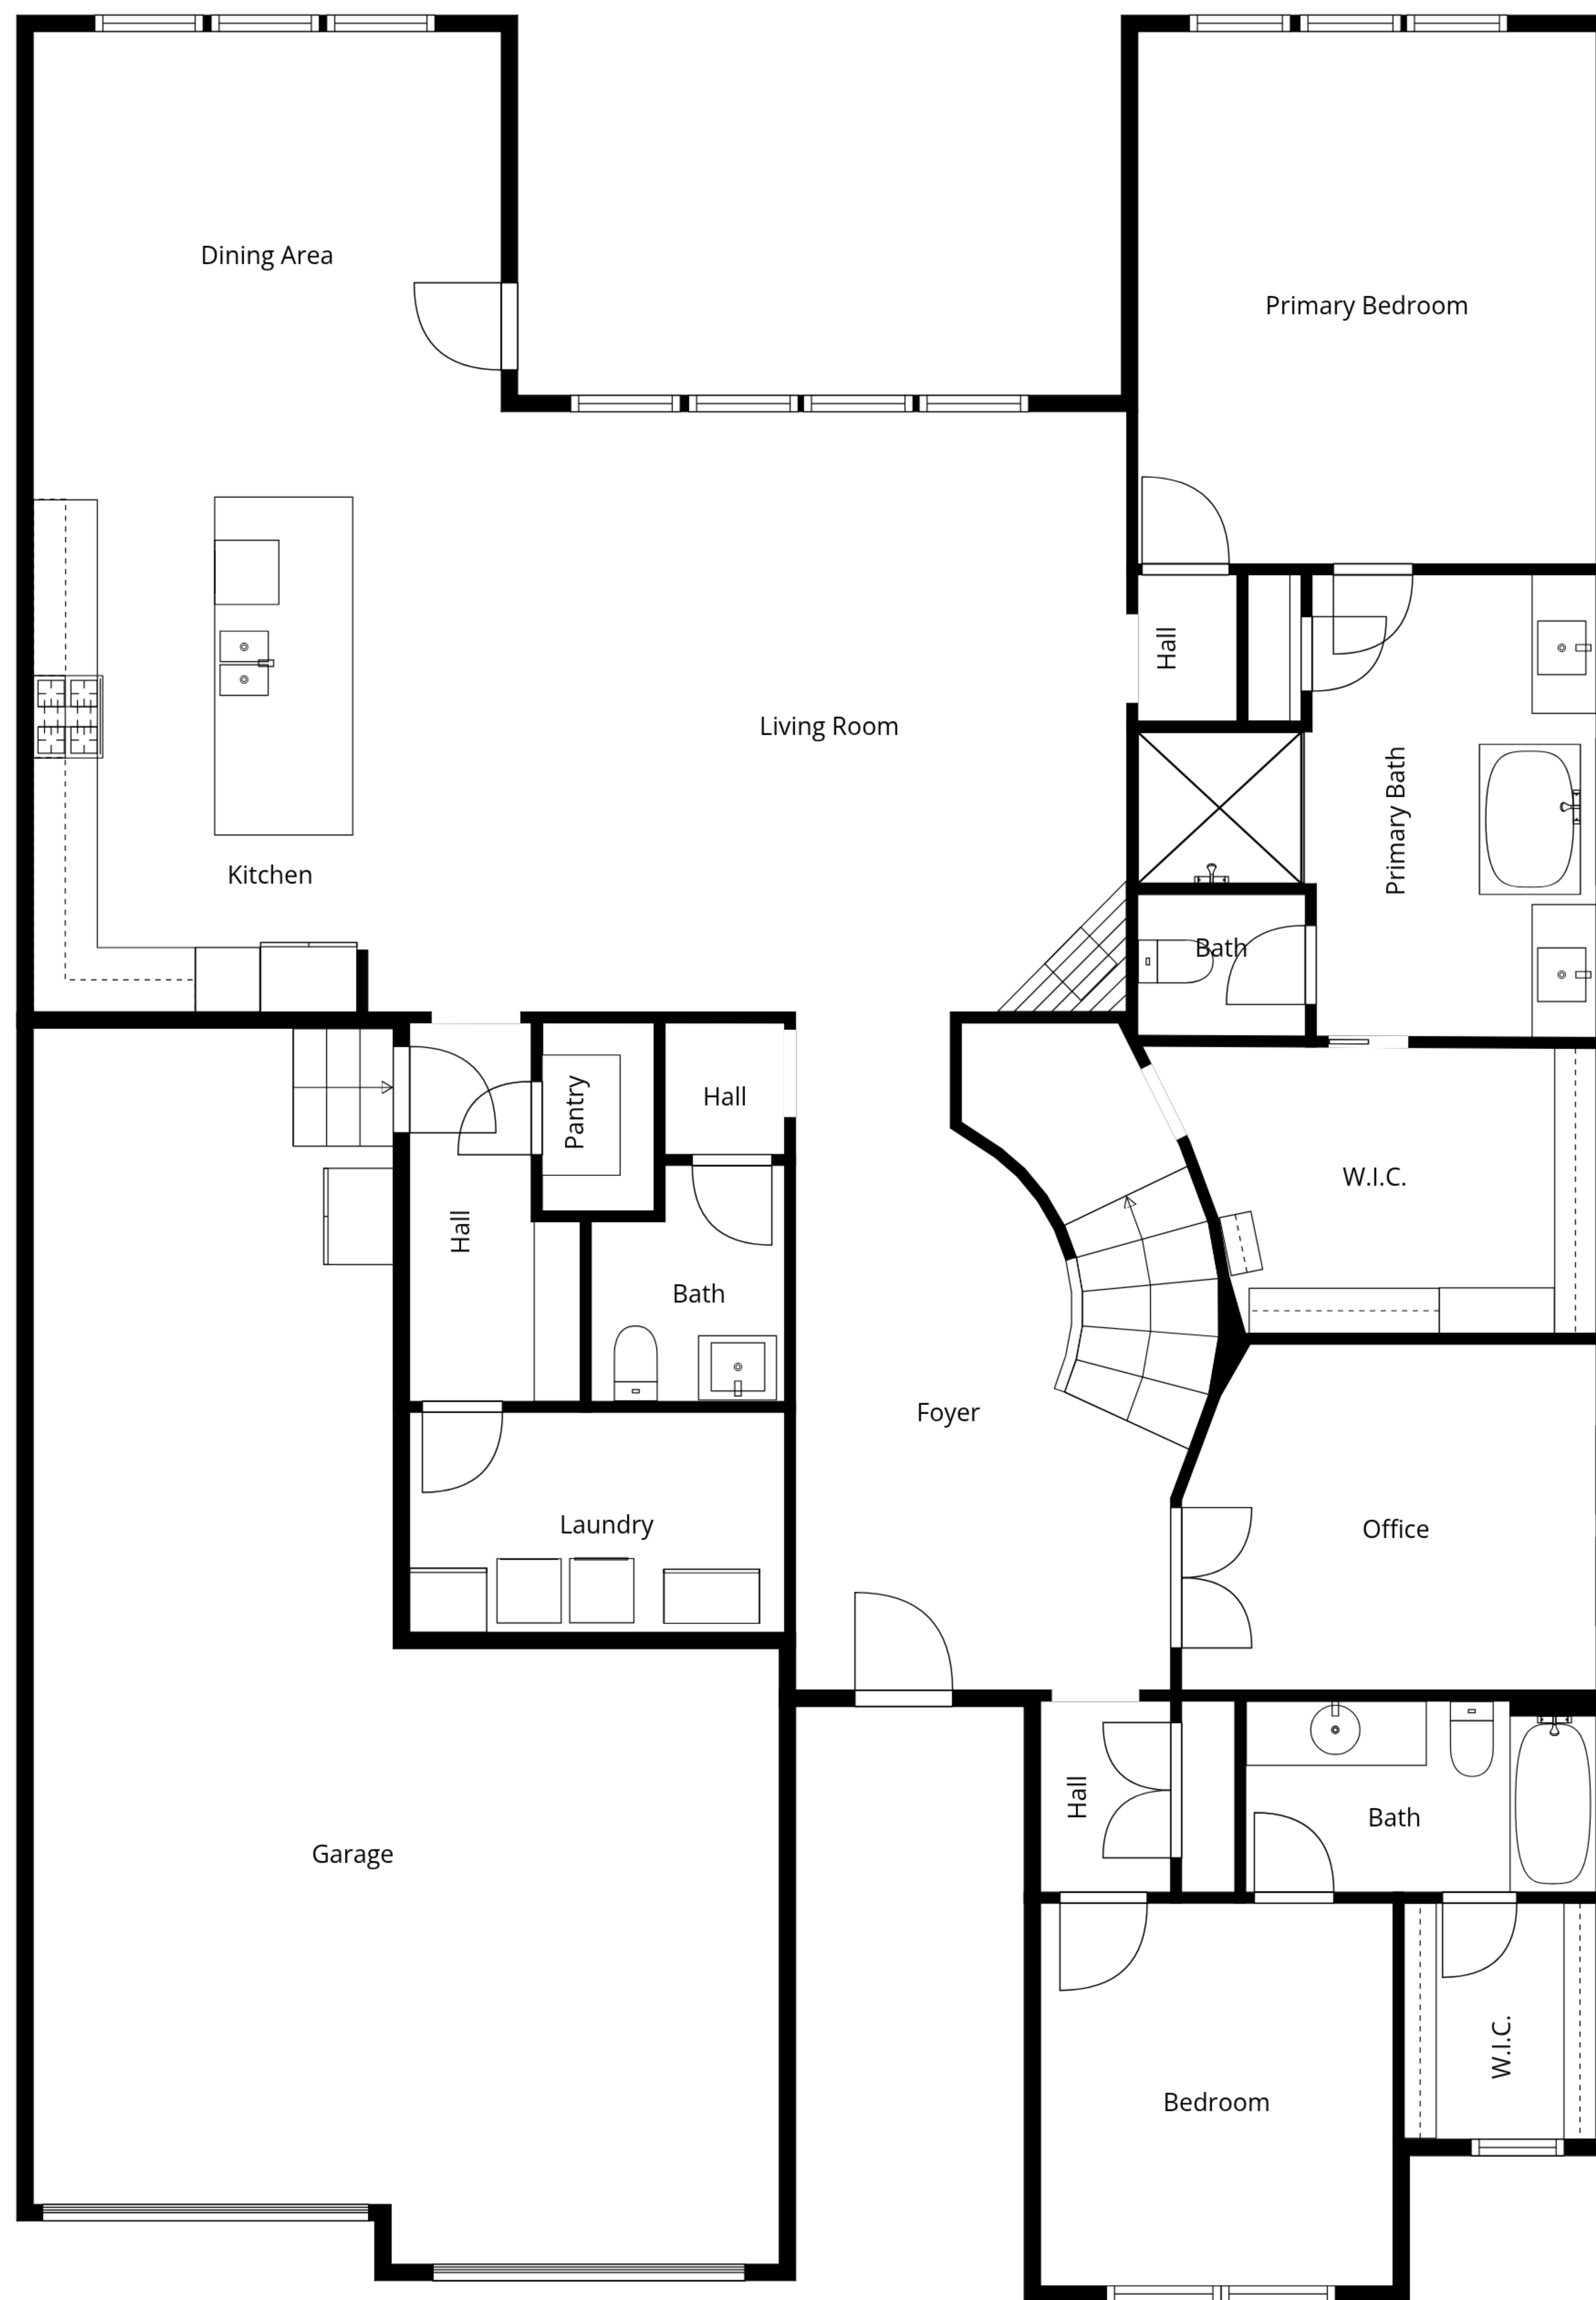 Dining Area
Primary Bedroom
Hall
Living Room
Primary Bath
Kitchen
Bath
Hall
Pantry
W.I.C.
Hall
Bath
Foyer
Laundry
Office
Hall
Bath
Garage
W.I.C.
Bedroom